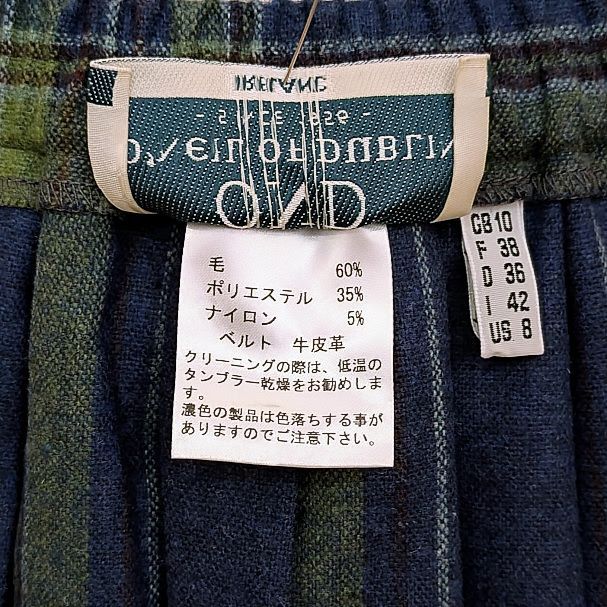 IRELAND
- SINCE 1829 -
O'NEIL OF DUBLIN
OND
毛 60%
ポリエステル 35%
ナイロン 5%
ベルト 牛皮革
クリーニングの際は、低温の
タンブラー乾燥をお勧めしま
す。
濃色の製品は色落ちする事が
ありますのでご注意下さい。
GB 10
F 38
D 36
I 42
US 8